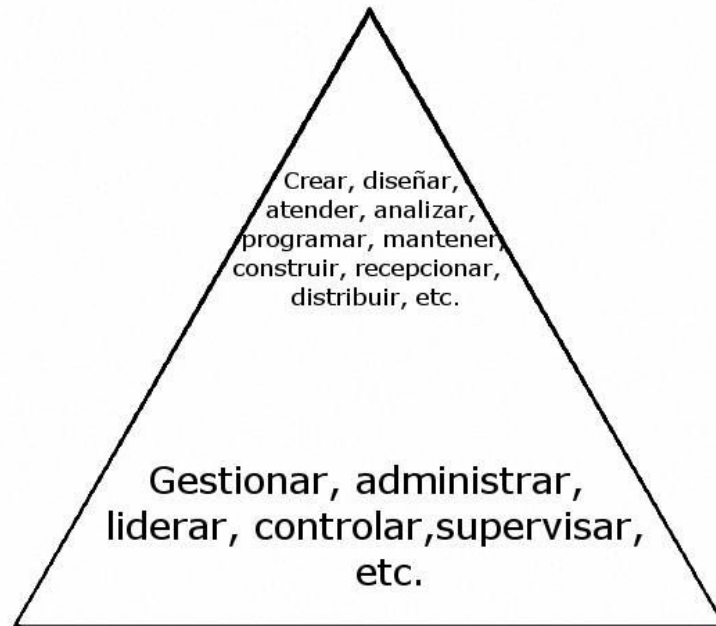 Crear, diseñar,
atender, analizar,
programar, mantener,
construir, recepcionar,
distribuir, etc.
Gestionar, administrar,
liderar, controlar,supervisar,
etc.